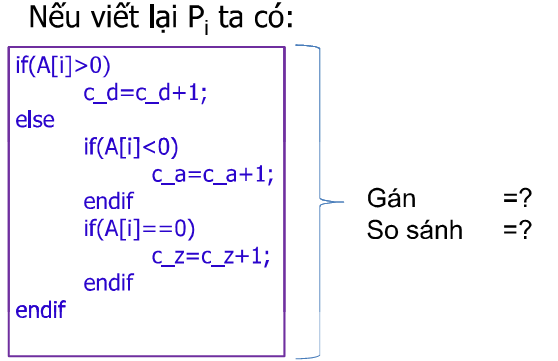 Nếu viết lại Pi ta có:
if(A[i]>0)
c_d=c_d+1;
else
if(A[i]<0)
c_a=c_a+1;
endif
if(A[i]==0)
c_z=c_z+1;
endif
endif
Gán =?
So sánh =?